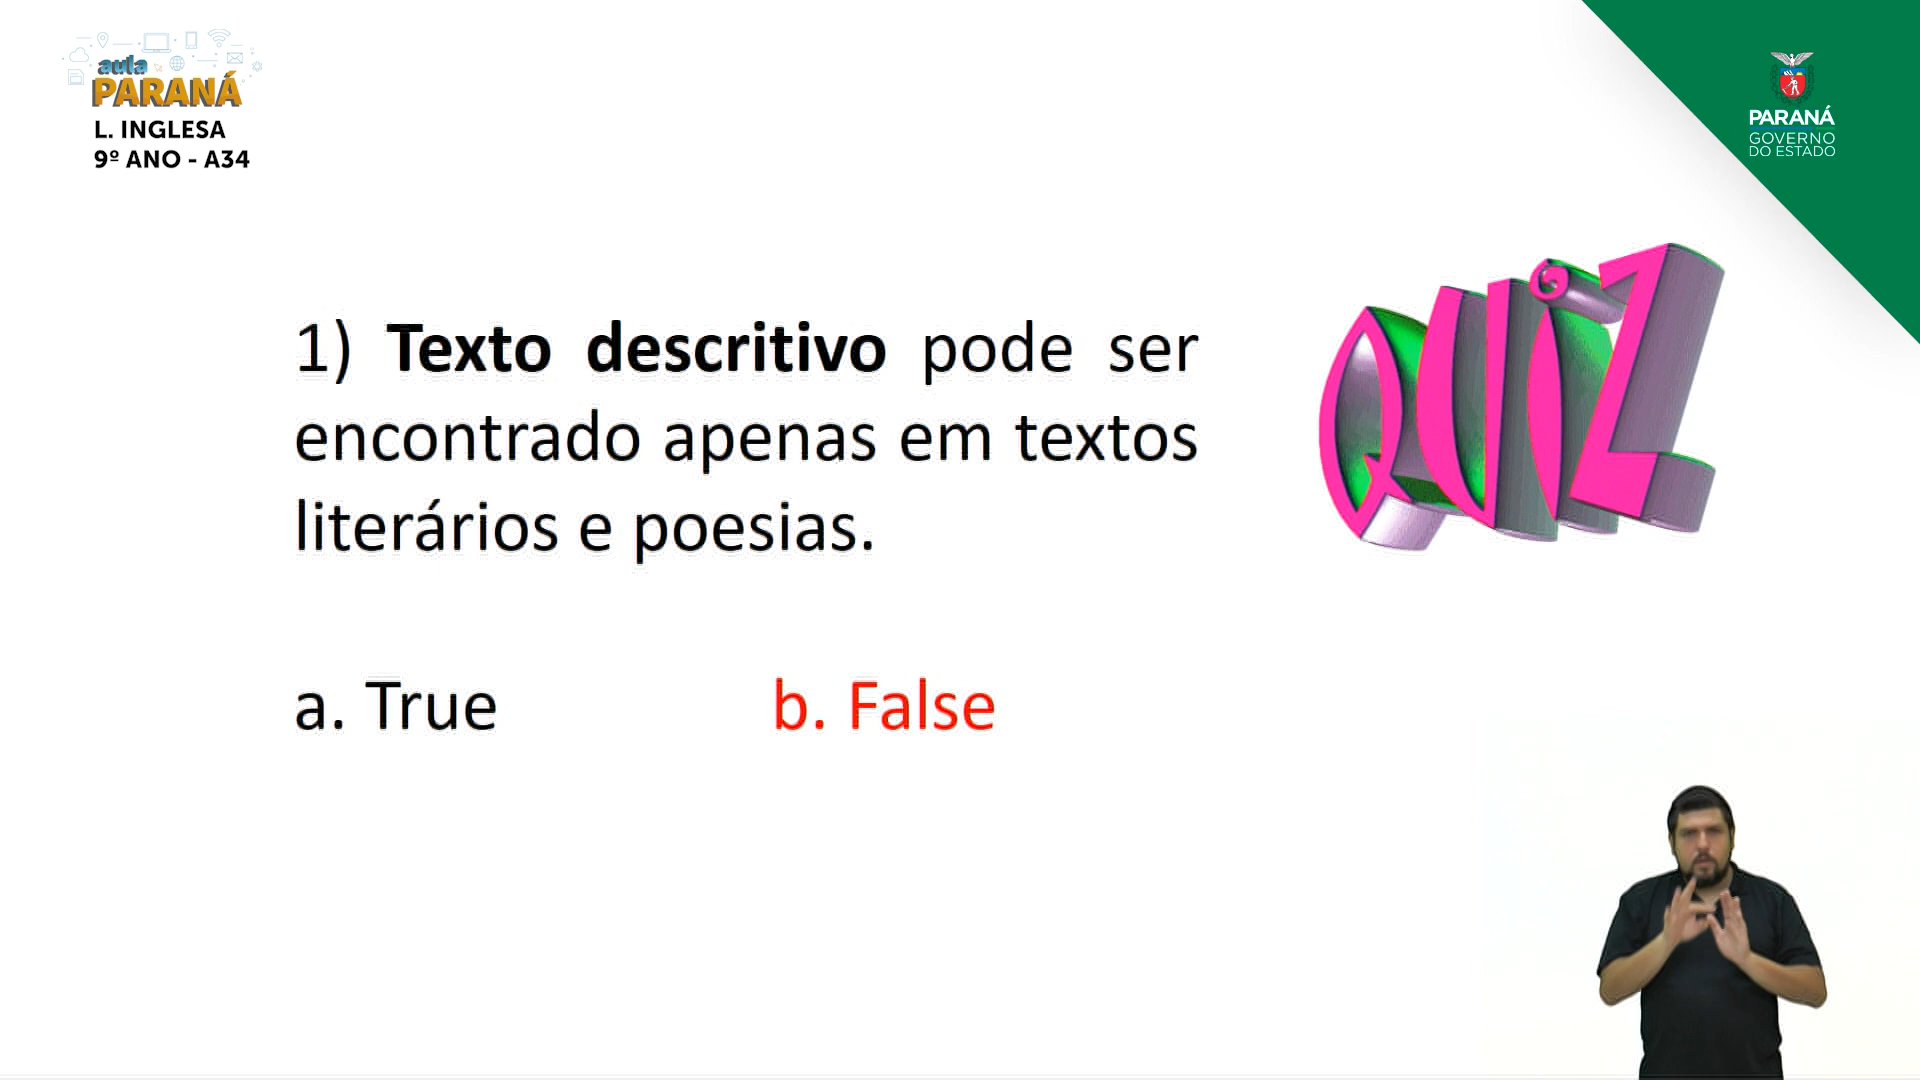 aula
PARANÁ
L. INGLESA
9º ANO - A34
PARANÁ
GOVERNO
DO ESTADO
QUiZ
1) Texto descritivo pode ser
encontrado apenas em textos
literários e poesias.
a. True b. False